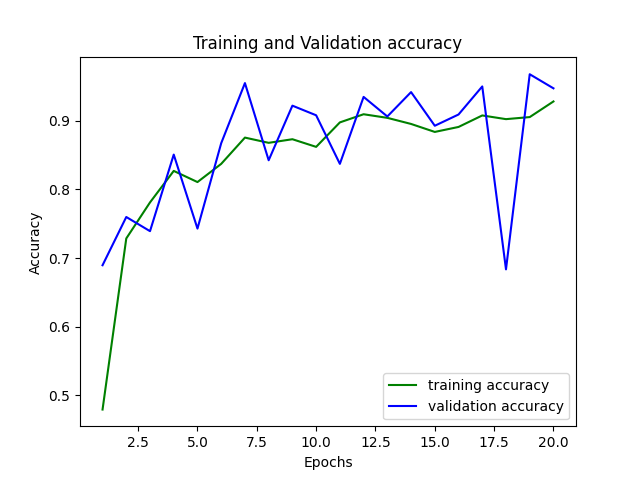 Training and Validation accuracy
Accuracy
0.9
0.8
0.7
0.6
0.5
training accuracy
validation accuracy
2.5 5.0 7.5 10.0 12.5 15.0 17.5 20.0
Epochs